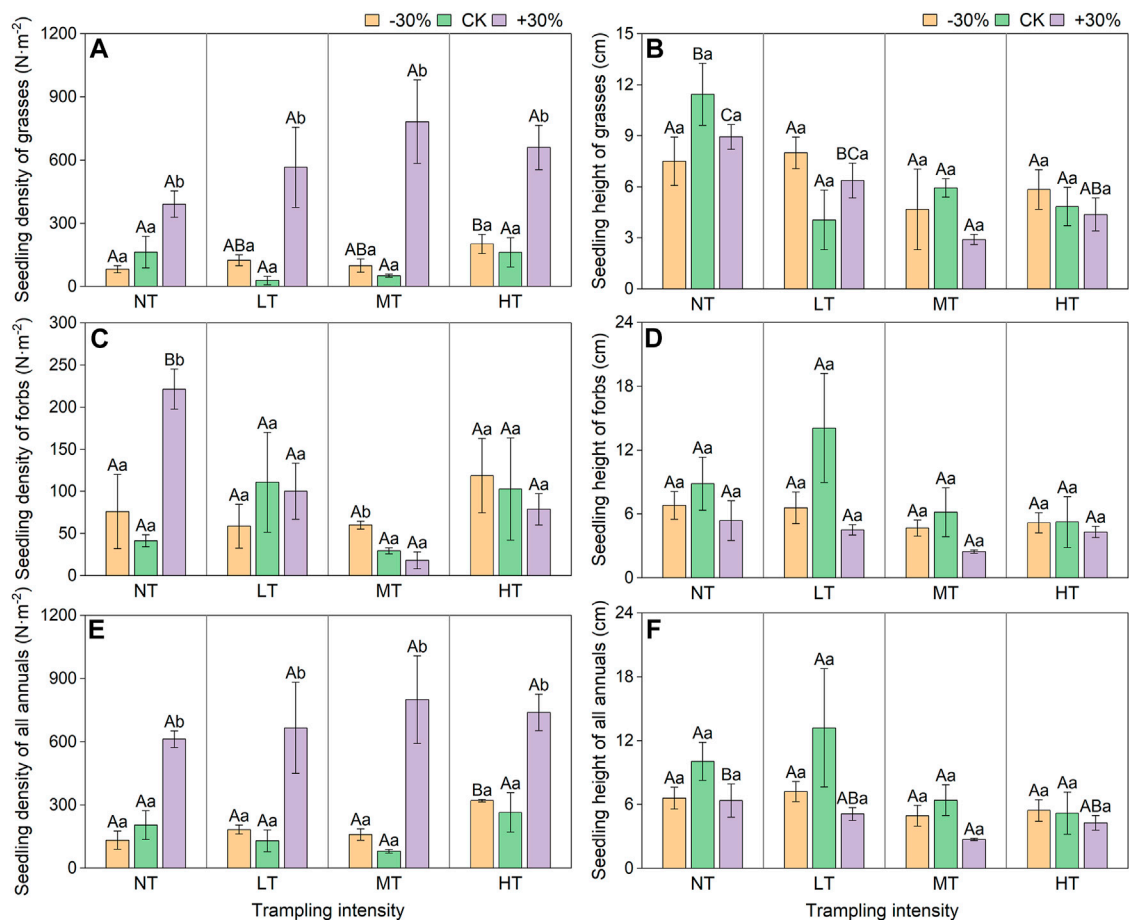 -30% CK +30%
-30% CK +30%
A
Seedling density of grasses (N·m⁻²)
1200
900
600
300
0
Aa Aa Ab
ABa Aa Ab
ABa Aa Ab
Ba Aa Ab
NT LT MT HT
B
Seedling height of grasses (cm)
15
12
9
6
3
0
Aa Ba Ca
Aa Aa BCa
Aa Aa Aa
Aa Aa ABa
NT LT MT HT
C
Seedling density of forbs (N·m⁻²)
300
250
200
150
100
50
0
Aa Aa Bb
Aa Aa Aa
Ab Aa Aa
Aa Aa Aa
NT LT MT HT
D
Seedling height of forbs (cm)
24
18
12
6
0
Aa Aa Aa
Aa Aa Aa
Aa Aa Aa
Aa Aa Aa
NT LT MT HT
E
Seedling density of all annuals (N·m⁻²)
1200
900
600
300
0
Aa Aa Ab
Aa Aa Ab
Aa Aa Ab
Ba Aa Ab
NT LT MT HT
Trampling intensity
F
Seedling height of all annuals (cm)
24
18
12
6
0
Aa Aa Ba
Aa Aa ABa
Aa Aa Aa
Aa Aa ABa
NT LT MT HT
Trampling intensity